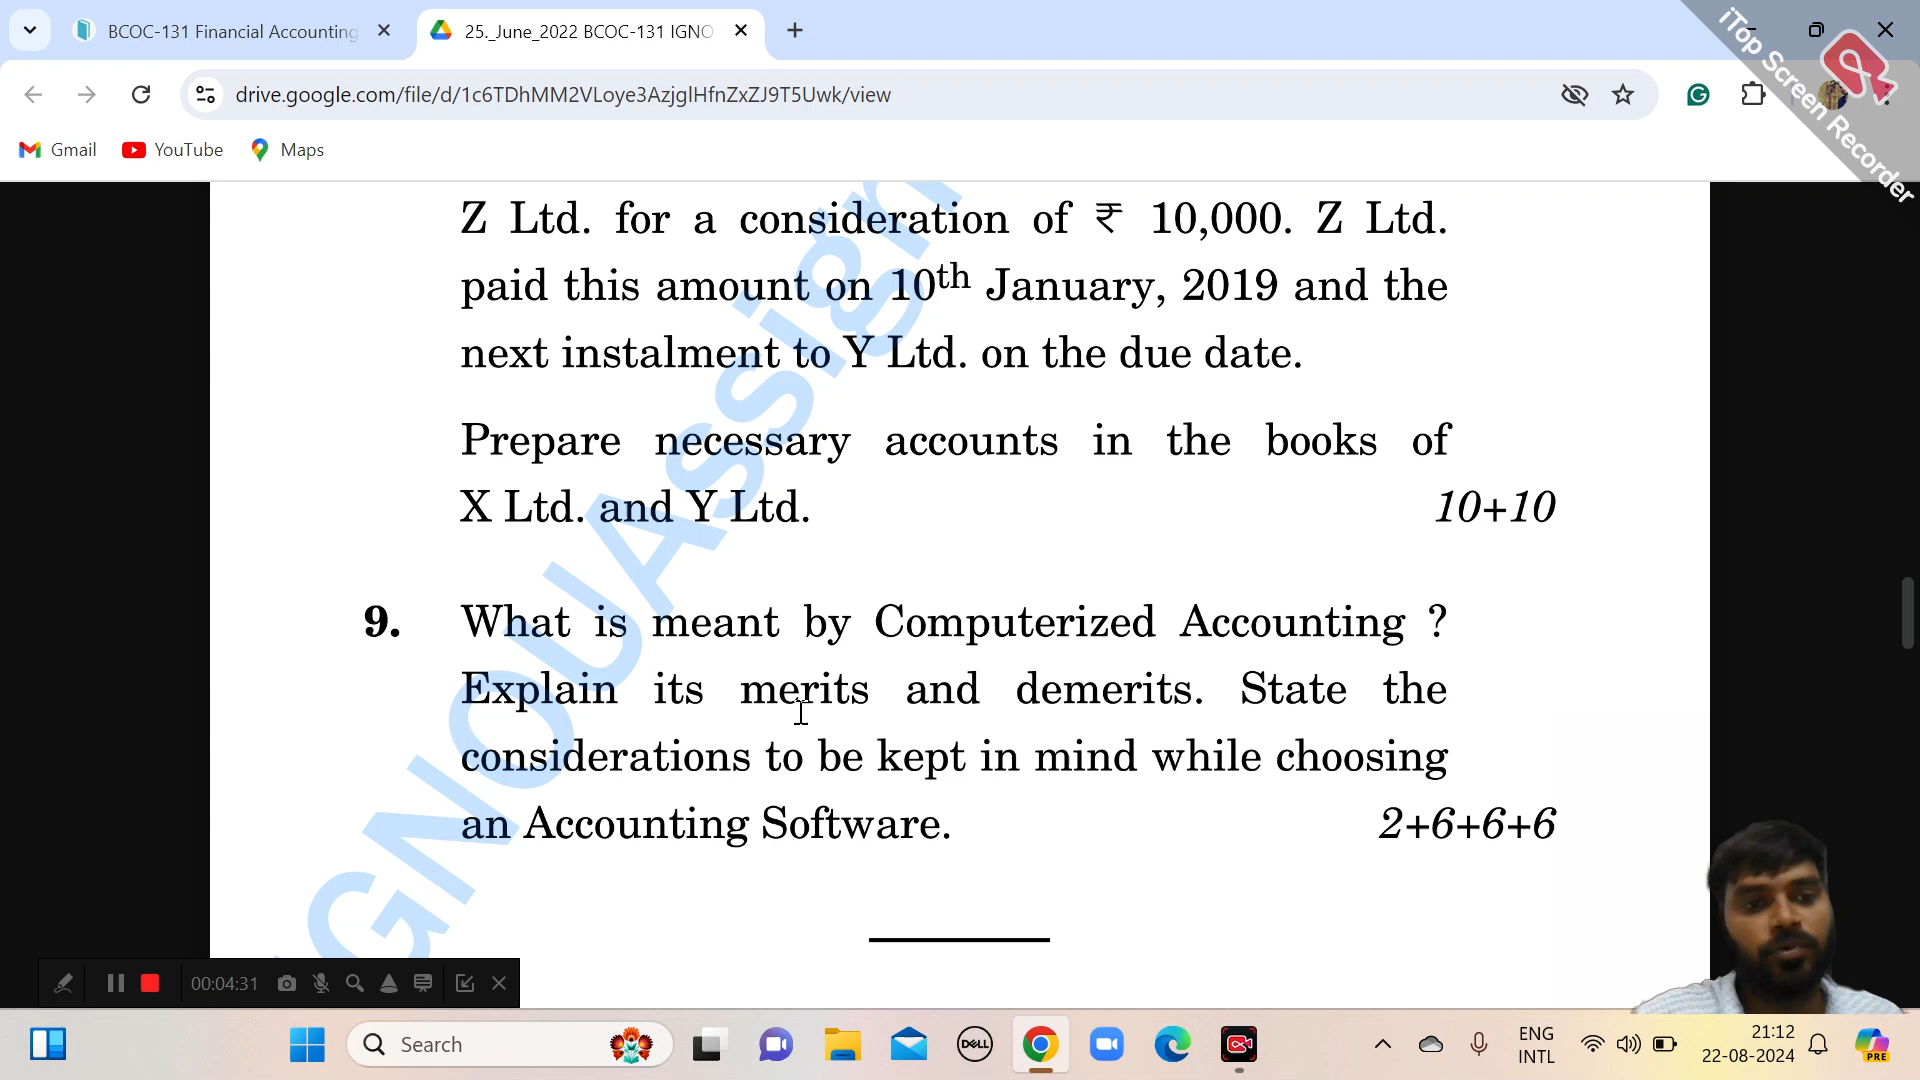 BCOC-131 Financial Accounting
25._June_2022 BCOC-131 IGNO
iTop Screen Recorder
drive.google.com/file/d/1c6TDhMM2VLoye3AzjglHfnZxZJ9T5Uwk/view
Gmail YouTube Maps
Z Ltd. for a consideration of ₹ 10,000. Z Ltd.
paid this amount on 10th January, 2019 and the
next instalment to Y Ltd. on the due date.
Prepare necessary accounts in the books of
X Ltd. and Y Ltd. 10+10
9. What is meant by Computerized Accounting ?
Explain its merits and demerits. State the
considerations to be kept in mind while choosing
an Accounting Software. 2+6+6+6
IGNOUAssign
00:04:31
Search
DELL
ENG
INTL
21:12
22-08-2024
PRE